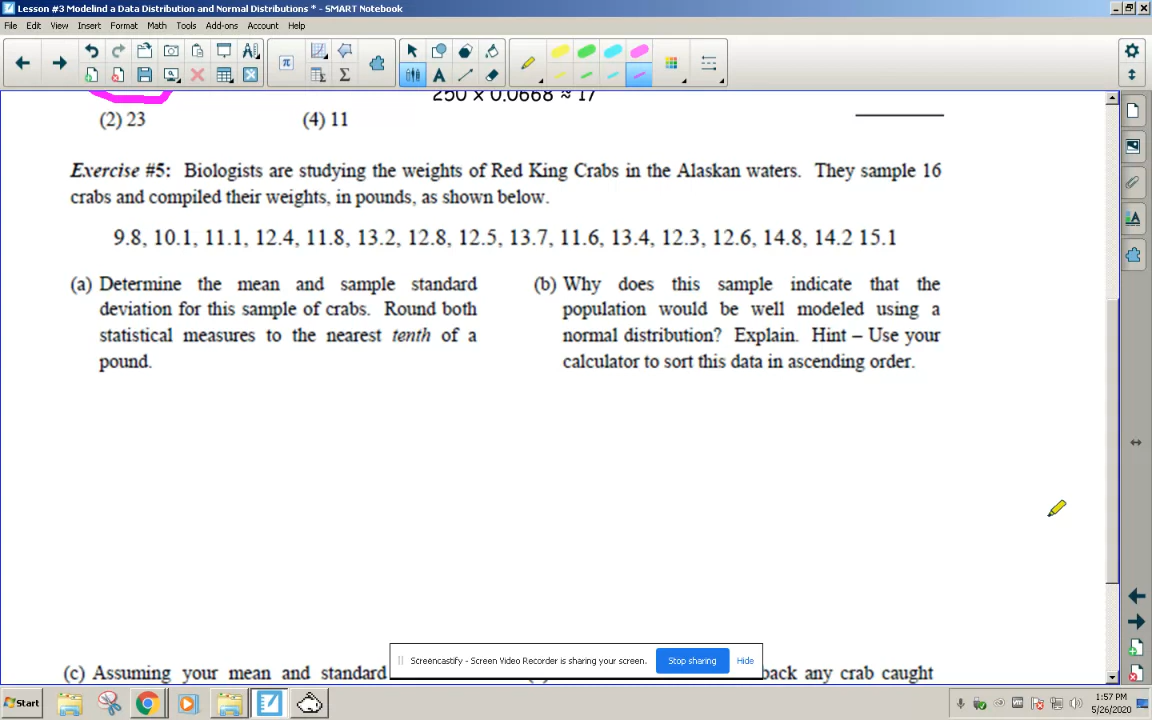 Lesson #3 Modelind a Data Distribution and Normal Distributions * - SMART Notebook
File Edit View Insert Format Math Tools Add-ons Account Help
250 x 0.0668 ≈ 17
(2) 23 (4) 11
Exercise #5: Biologists are studying the weights of Red King Crabs in the Alaskan waters. They sample 16
crabs and compiled their weights, in pounds, as shown below.
9.8, 10.1, 11.1, 12.4, 11.8, 13.2, 12.8, 12.5, 13.7, 11.6, 13.4, 12.3, 12.6, 14.8, 14.2 15.1
(a) Determine the mean and sample standard
deviation for this sample of crabs. Round both
statistical measures to the nearest tenth of a
pound.
(b) Why does this sample indicate that the
population would be well modeled using a
normal distribution? Explain. Hint – Use your
calculator to sort this data in ascending order.
Screencastify - Screen Video Recorder is sharing your screen. Stop sharing Hide
(c) Assuming your mean and standard back any crab caught
Start
1:57 PM
5/26/2020